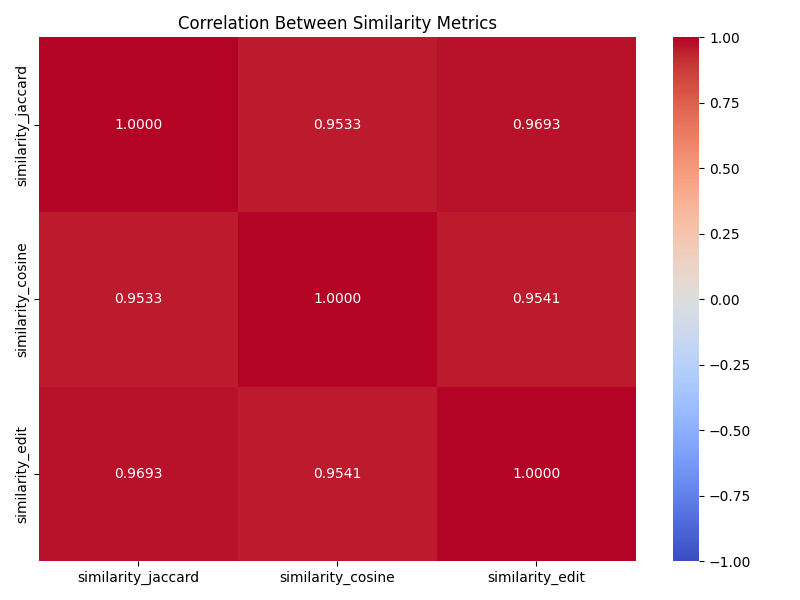 Correlation Between Similarity Metrics
similarity_jaccard
1.0000 0.9533 0.9693
similarity_cosine
0.9533 1.0000 0.9541
similarity_edit
0.9693 0.9541 1.0000
similarity_jaccard similarity_cosine similarity_edit
1.00
0.75
0.50
0.25
0.00
−0.25
−0.50
−0.75
−1.00